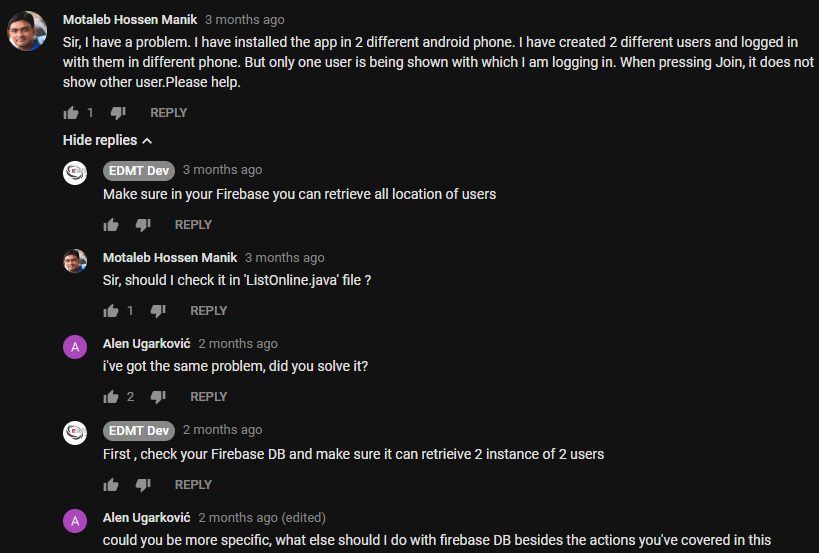 Motaleb Hossen Manik 3 months ago
Sir, I have a problem. I have installed the app in 2 different android phone. I have created 2 different users and logged in
with them in different phone. But only one user is being shown with which I am logging in. When pressing Join, it does not
show other user.Please help.
1 REPLY
Hide replies
EDMT Dev 3 months ago
Make sure in your Firebase you can retrieve all location of users
REPLY
Motaleb Hossen Manik 3 months ago
Sir, should I check it in 'ListOnline.java' file ?
1 REPLY
A Alen Ugarković 2 months ago
i've got the same problem, did you solve it?
2 REPLY
EDMT Dev 2 months ago
First , check your Firebase DB and make sure it can retrieive 2 instance of 2 users
REPLY
A Alen Ugarković 2 months ago (edited)
could you be more specific, what else should I do with firebase DB besides the actions you've covered in this